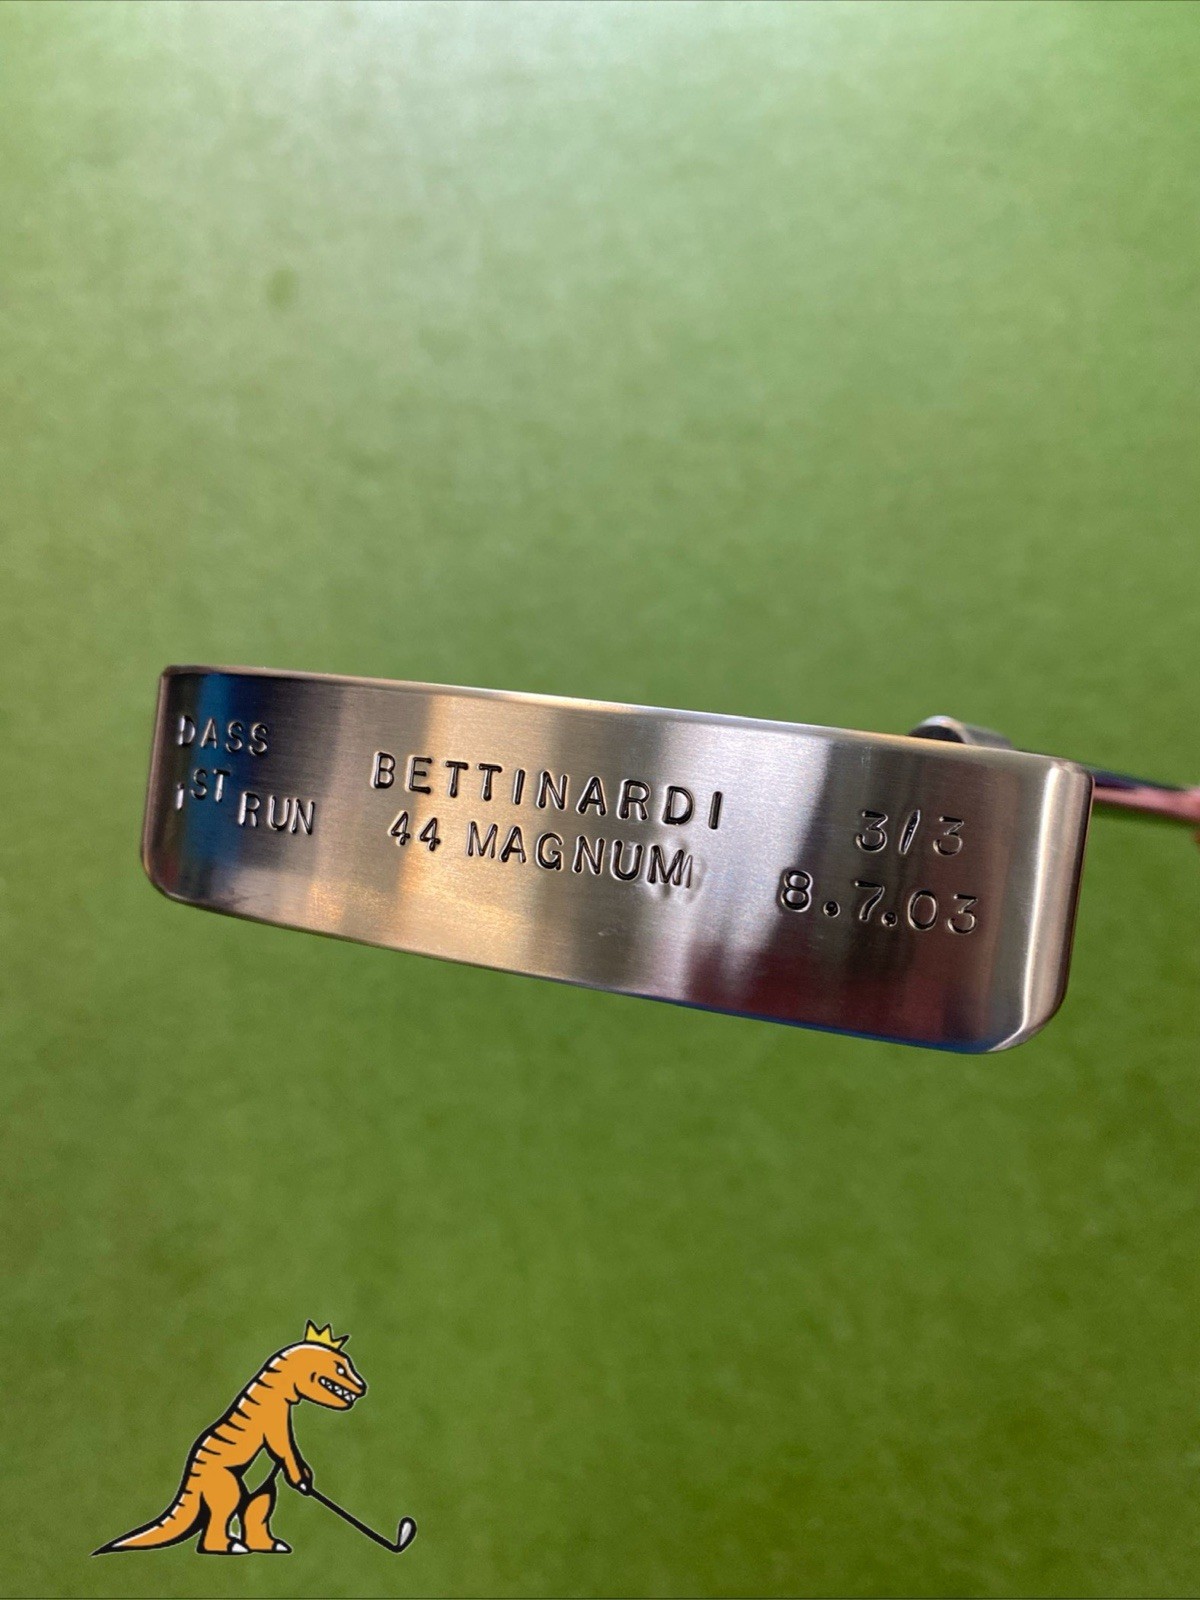 DASS
1ST RUN
BETTINARDI
44 MAGNUM
3/3
8.7.03